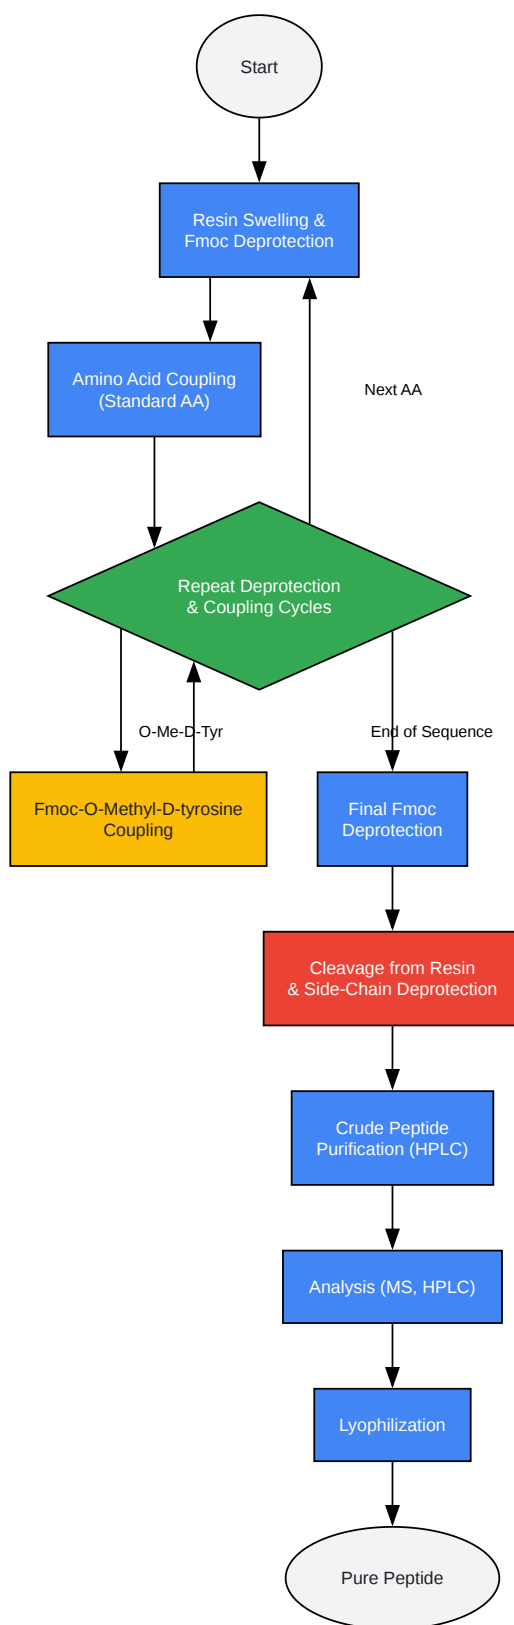 Start
Resin Swelling &
Fmoc Deprotection
Amino Acid Coupling
(Standard AA)
Next AA
Repeat Deprotection
& Coupling Cycles
O-Me-D-Tyr
End of Sequence
Fmoc-O-Methyl-D-tyrosine
Coupling
Final Fmoc
Deprotection
Cleavage from Resin
& Side-Chain Deprotection
Crude Peptide
Purification (HPLC)
Analysis (MS, HPLC)
Lyophilization
Pure Peptide